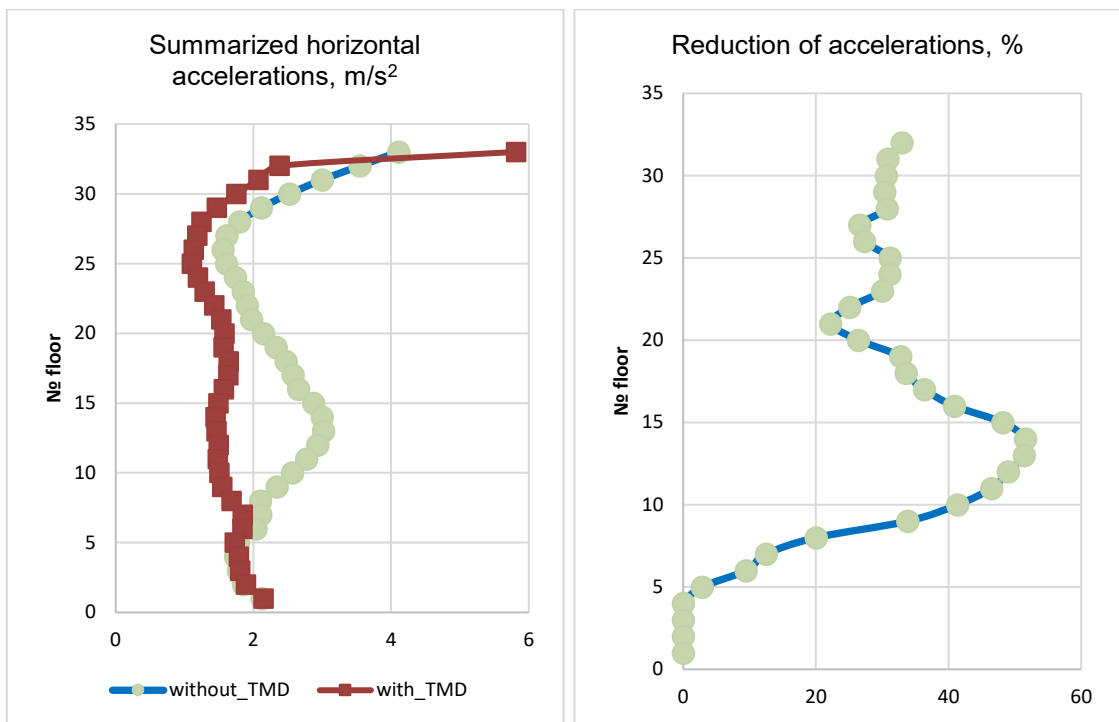 Summarized horizontal
accelerations, m/s²
35
30
25
20
15
10
5
0
№ floor
0 2 4 6
without_TMD with_TMD
Reduction of accelerations, %
35
30
25
20
15
10
5
0
№ floor
0 20 40 60